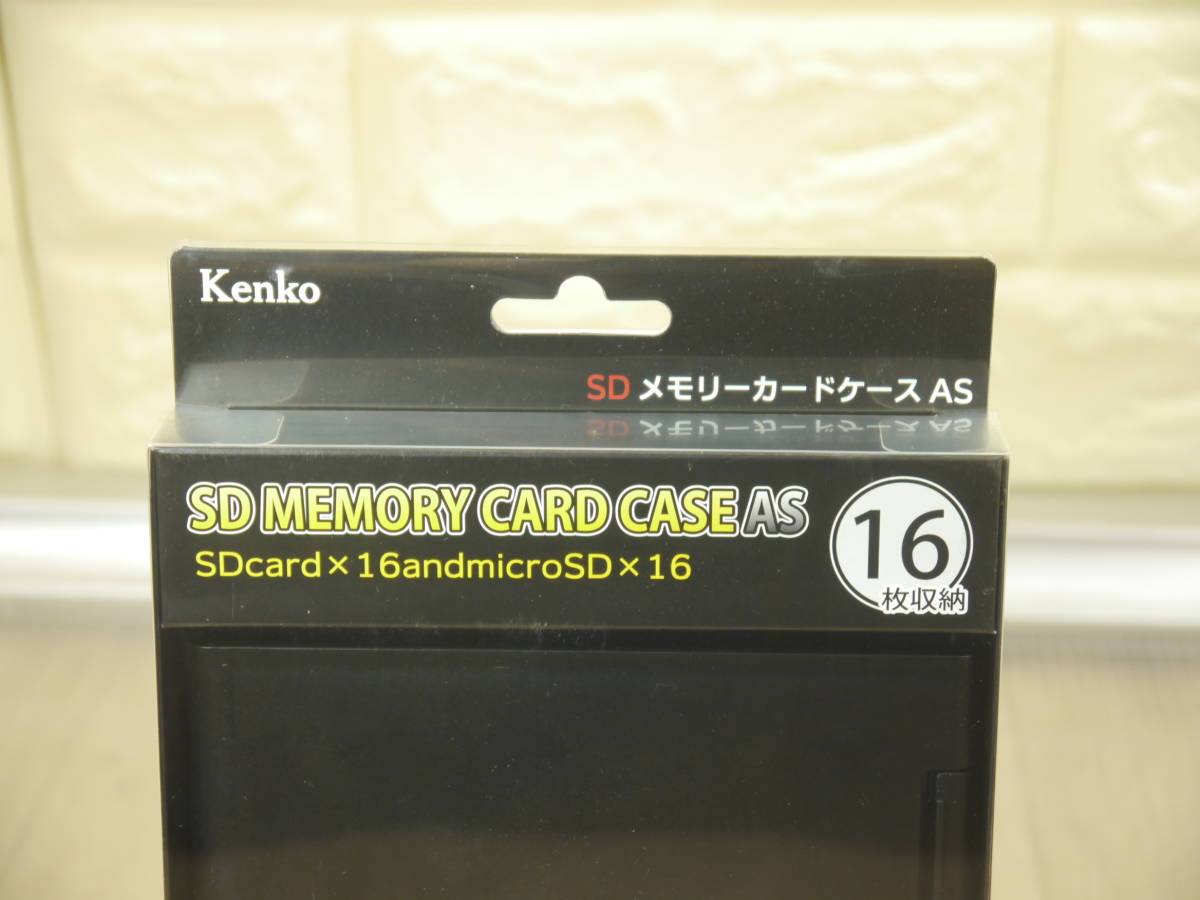 Kenko
SD メモリーカードケース AS
SD MEMORY CARD CASE AS
SDcard×16andmicroSD×16
16
枚収納